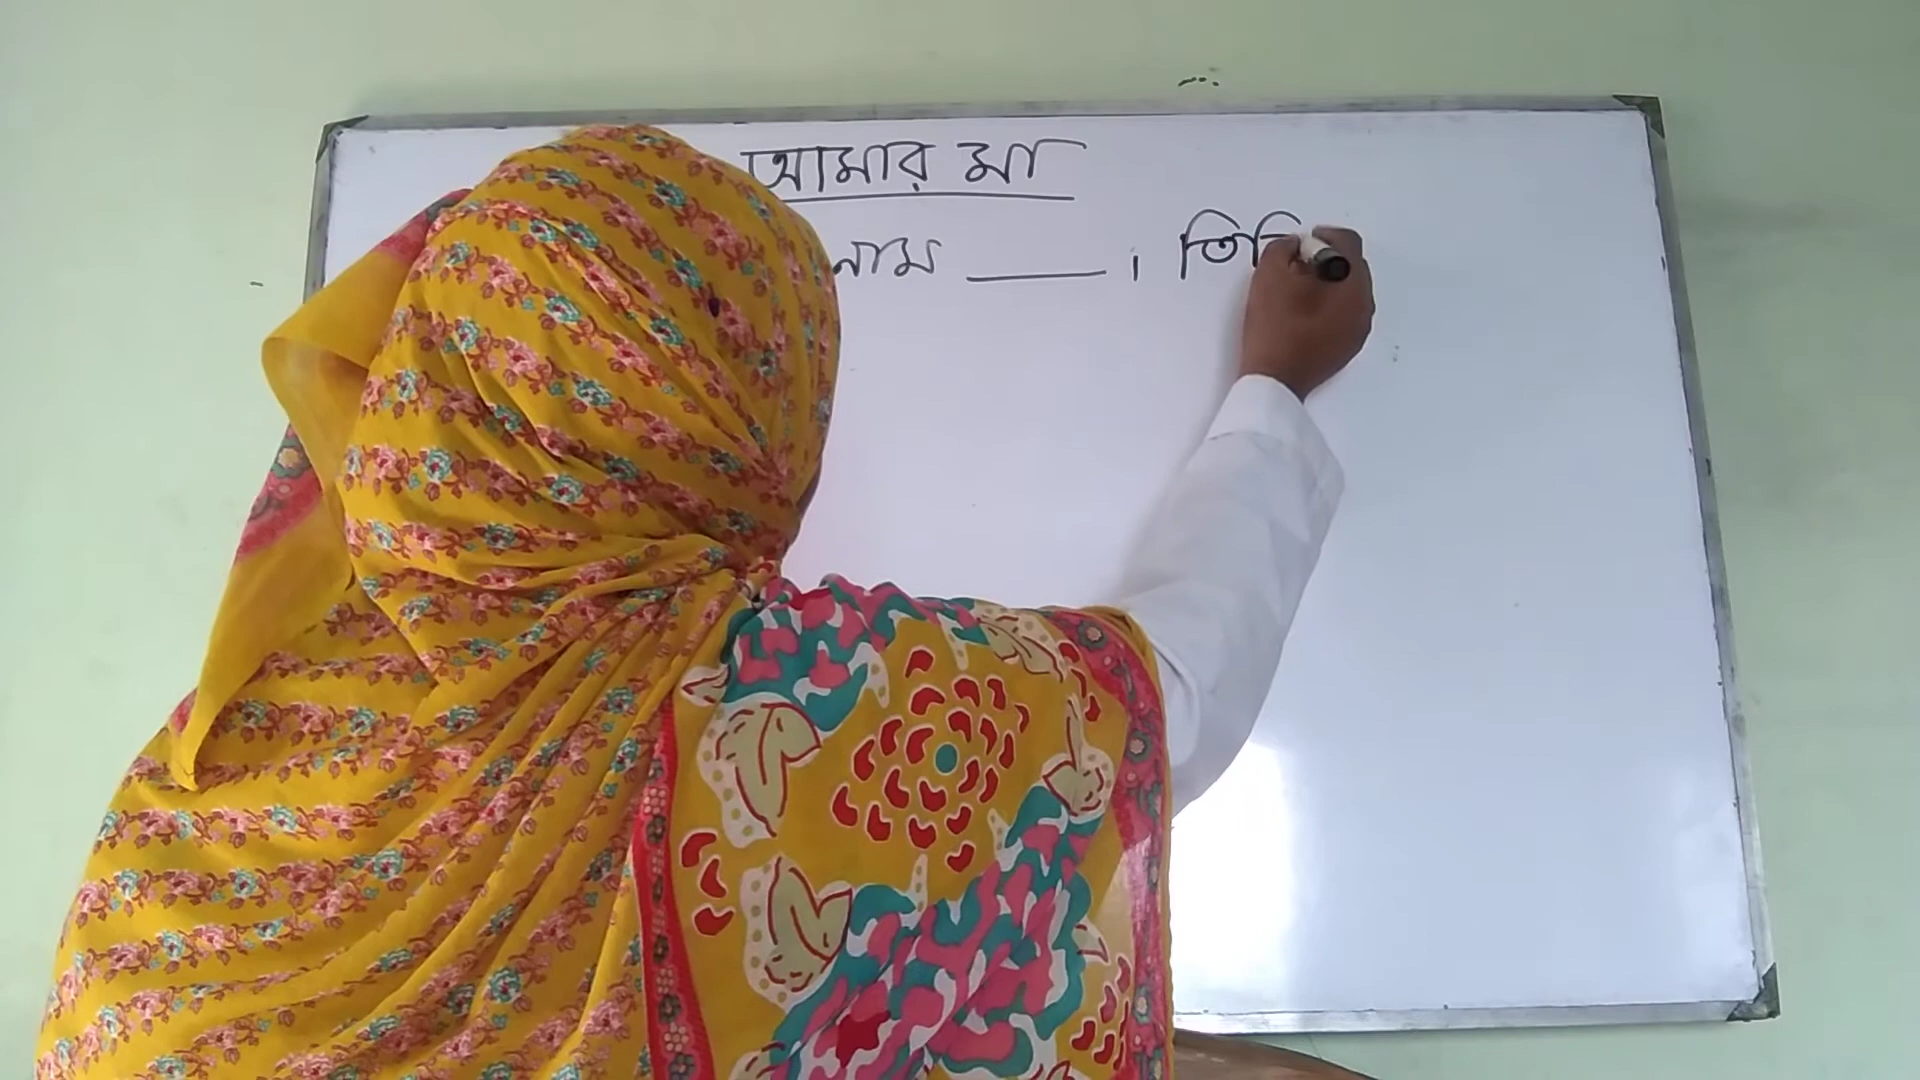 আমার মা
নাম ____ । তিনি